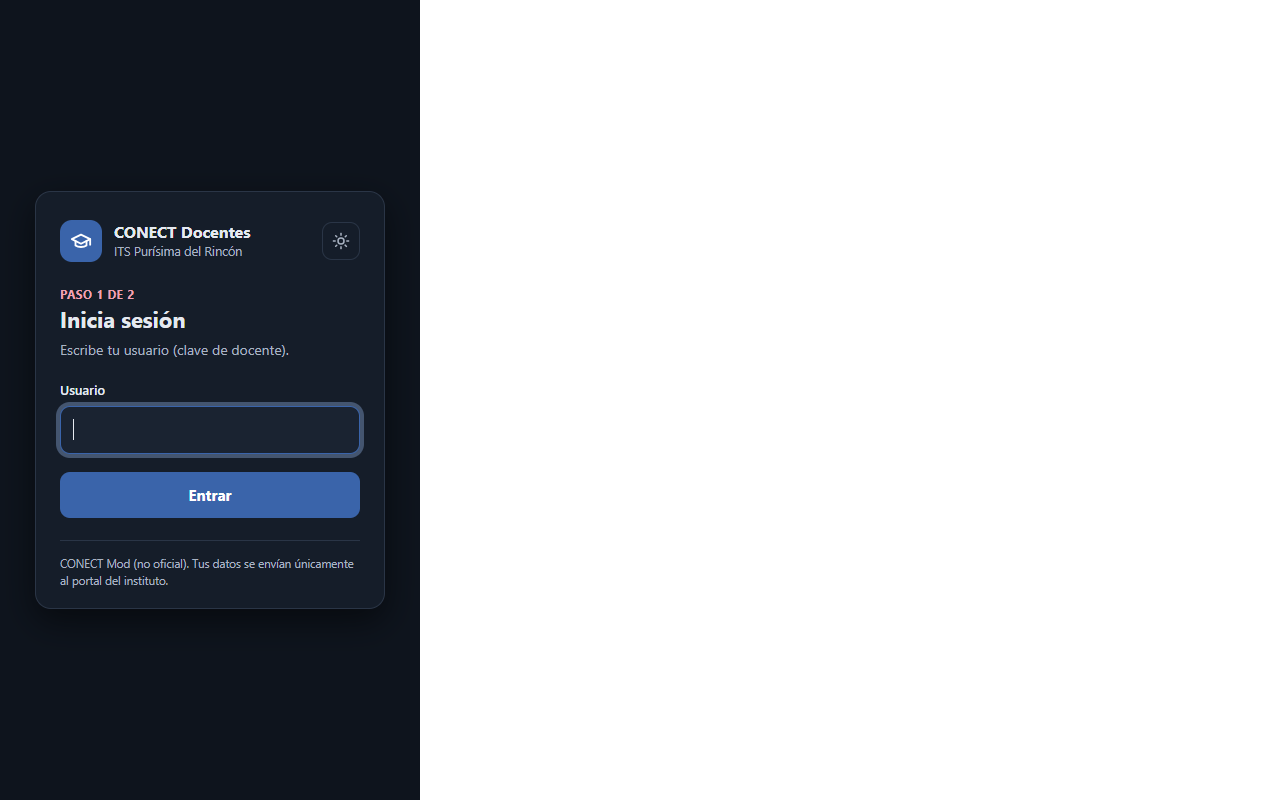 CONECT Docentes
ITS Purísima del Rincón
PASO 1 DE 2
Inicia sesión
Escribe tu usuario (clave de docente).
Usuario
Entrar
CONECT Mod (no oficial). Tus datos se envían únicamente
al portal del instituto.